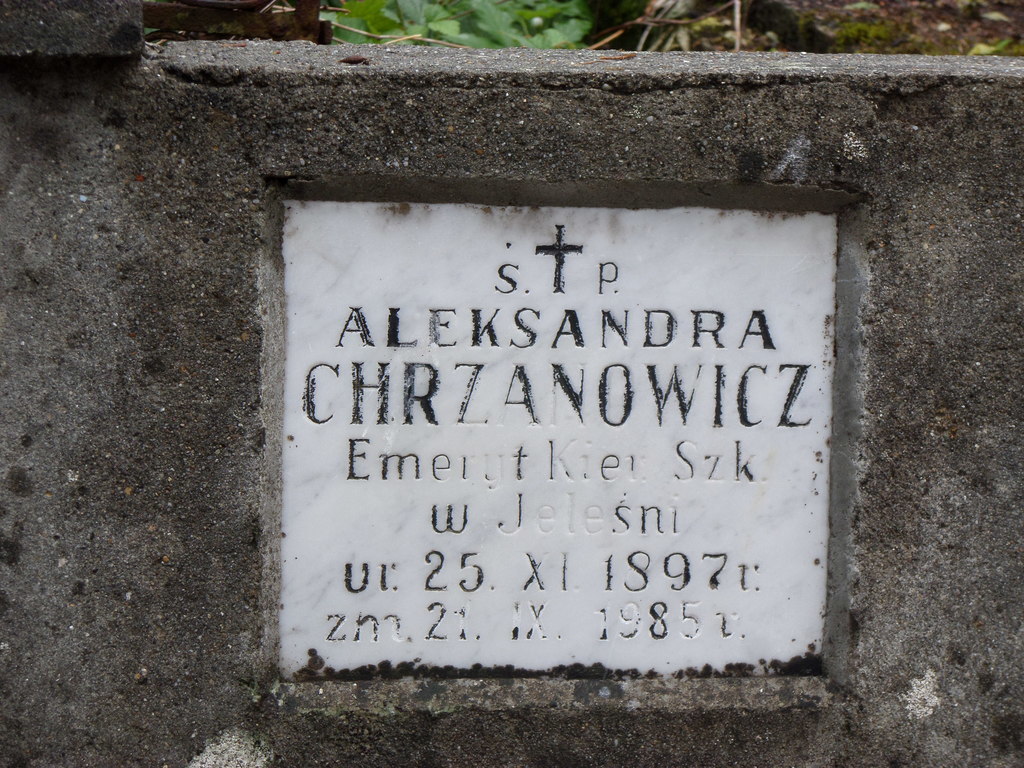 ś. p.
ALEKSANDRA
CHRZANOWICZ
Emeryt Kier. Szk.
w Jeleśni
ur. 25. XI. 1897 r.
zm. 21. IX. 1985 r.